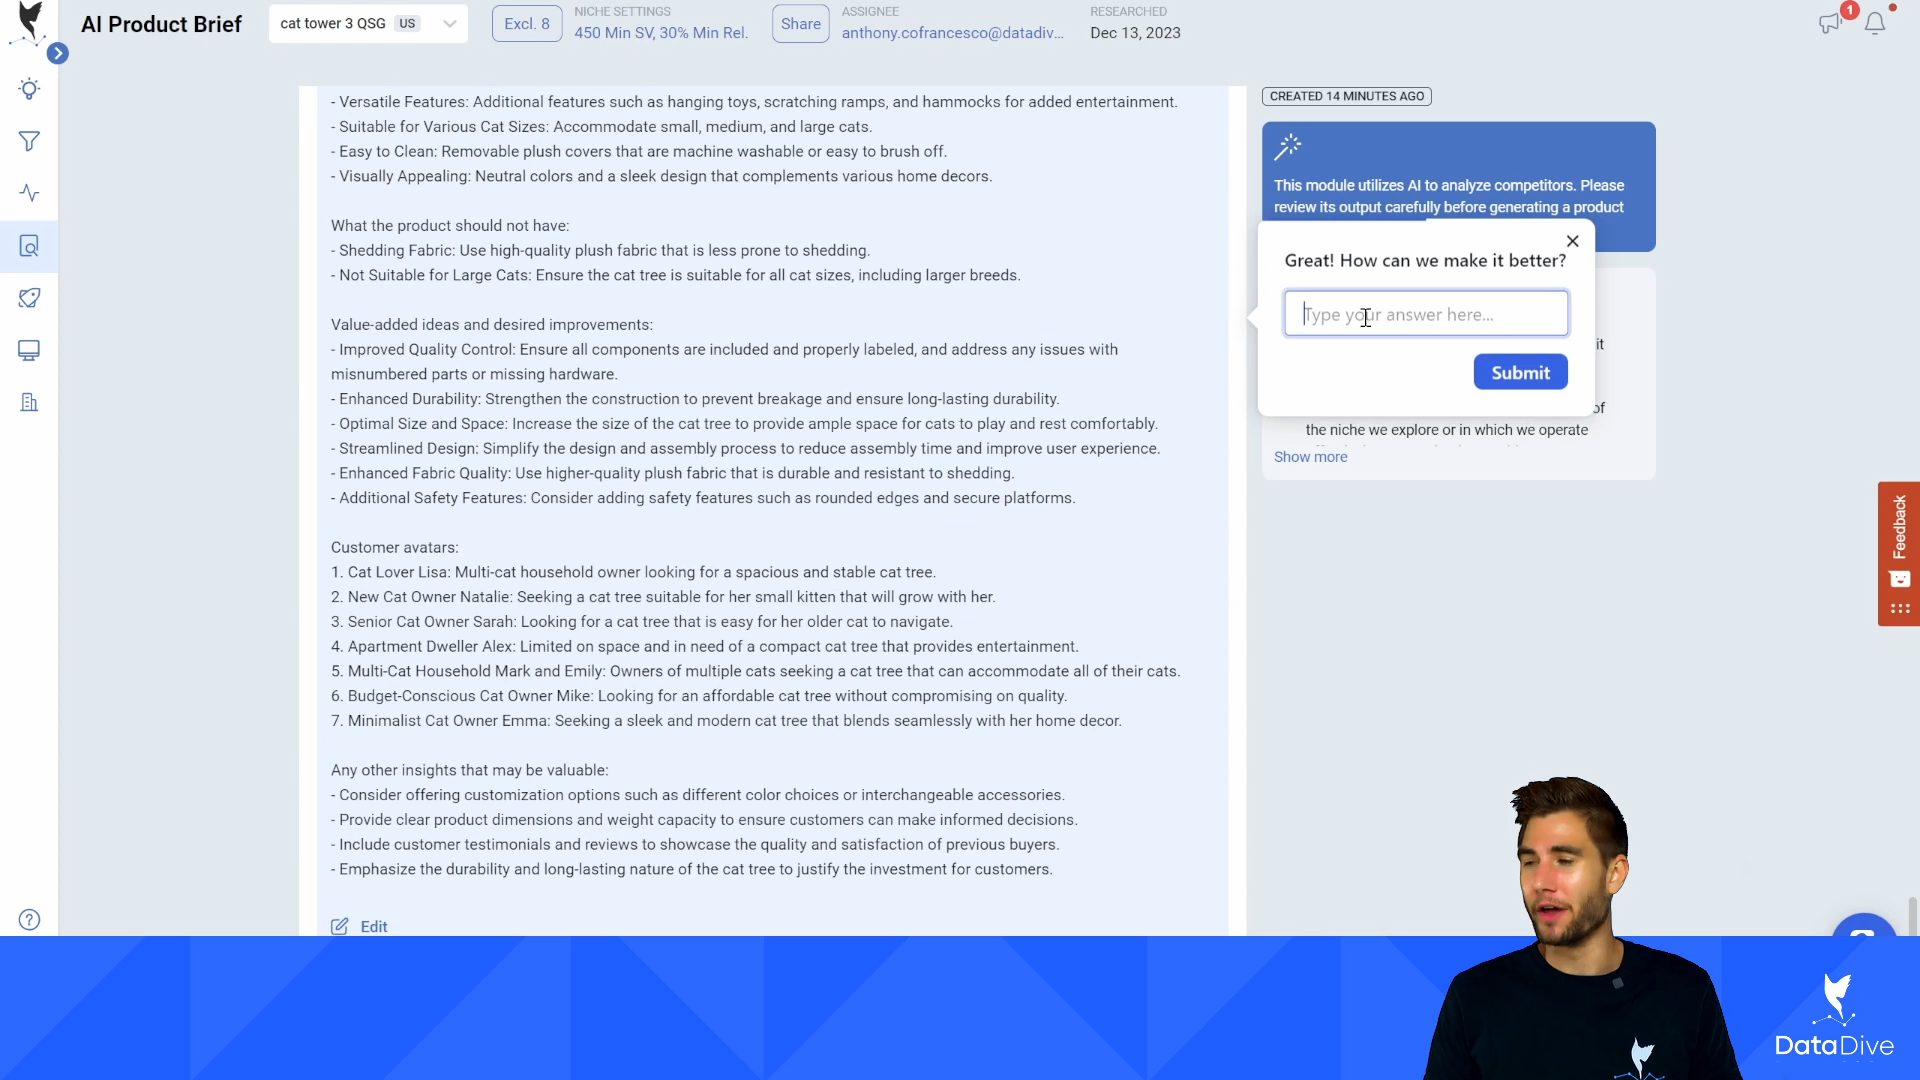 AI Product Brief
cat tower 3 QSG US
Excl. 8
NICHE SETTINGS
450 Min SV, 30% Min Rel.
Share
ASSIGNEE
anthony.cofrancesco@datadiv...
RESEARCHED
Dec 13, 2023
1
- Versatile Features: Additional features such as hanging toys, scratching ramps, and hammocks for added entertainment.
- Suitable for Various Cat Sizes: Accommodate small, medium, and large cats.
- Easy to Clean: Removable plush covers that are machine washable or easy to brush off.
- Visually Appealing: Neutral colors and a sleek design that complements various home decors.
What the product should not have:
- Shedding Fabric: Use high-quality plush fabric that is less prone to shedding.
- Not Suitable for Large Cats: Ensure the cat tree is suitable for all cat sizes, including larger breeds.
Value-added ideas and desired improvements:
- Improved Quality Control: Ensure all components are included and properly labeled, and address any issues with
misnumbered parts or missing hardware.
- Enhanced Durability: Strengthen the construction to prevent breakage and ensure long-lasting durability.
- Optimal Size and Space: Increase the size of the cat tree to provide ample space for cats to play and rest comfortably.
- Streamlined Design: Simplify the design and assembly process to reduce assembly time and improve user experience.
- Enhanced Fabric Quality: Use higher-quality plush fabric that is durable and resistant to shedding.
- Additional Safety Features: Consider adding safety features such as rounded edges and secure platforms.
Customer avatars:
1. Cat Lover Lisa: Multi-cat household owner looking for a spacious and stable cat tree.
2. New Cat Owner Natalie: Seeking a cat tree suitable for her small kitten that will grow with her.
3. Senior Cat Owner Sarah: Looking for a cat tree that is easy for her older cat to navigate.
4. Apartment Dweller Alex: Limited on space and in need of a compact cat tree that provides entertainment.
5. Multi-Cat Household Mark and Emily: Owners of multiple cats seeking a cat tree that can accommodate all of their cats.
6. Budget-Conscious Cat Owner Mike: Looking for an affordable cat tree without compromising on quality.
7. Minimalist Cat Owner Emma: Seeking a sleek and modern cat tree that blends seamlessly with her home decor.
Any other insights that may be valuable:
- Consider offering customization options such as different color choices or interchangeable accessories.
- Provide clear product dimensions and weight capacity to ensure customers can make informed decisions.
- Include customer testimonials and reviews to showcase the quality and satisfaction of previous buyers.
- Emphasize the durability and long-lasting nature of the cat tree to justify the investment for customers.
Edit
CREATED 14 MINUTES AGO
This module utilizes AI to analyze competitors. Please
review its output carefully before generating a product
Great! How can we make it better?
Type your answer here...
Submit
it
of
the niche we explore or in which we operate
Show more
Feedback
DataDive